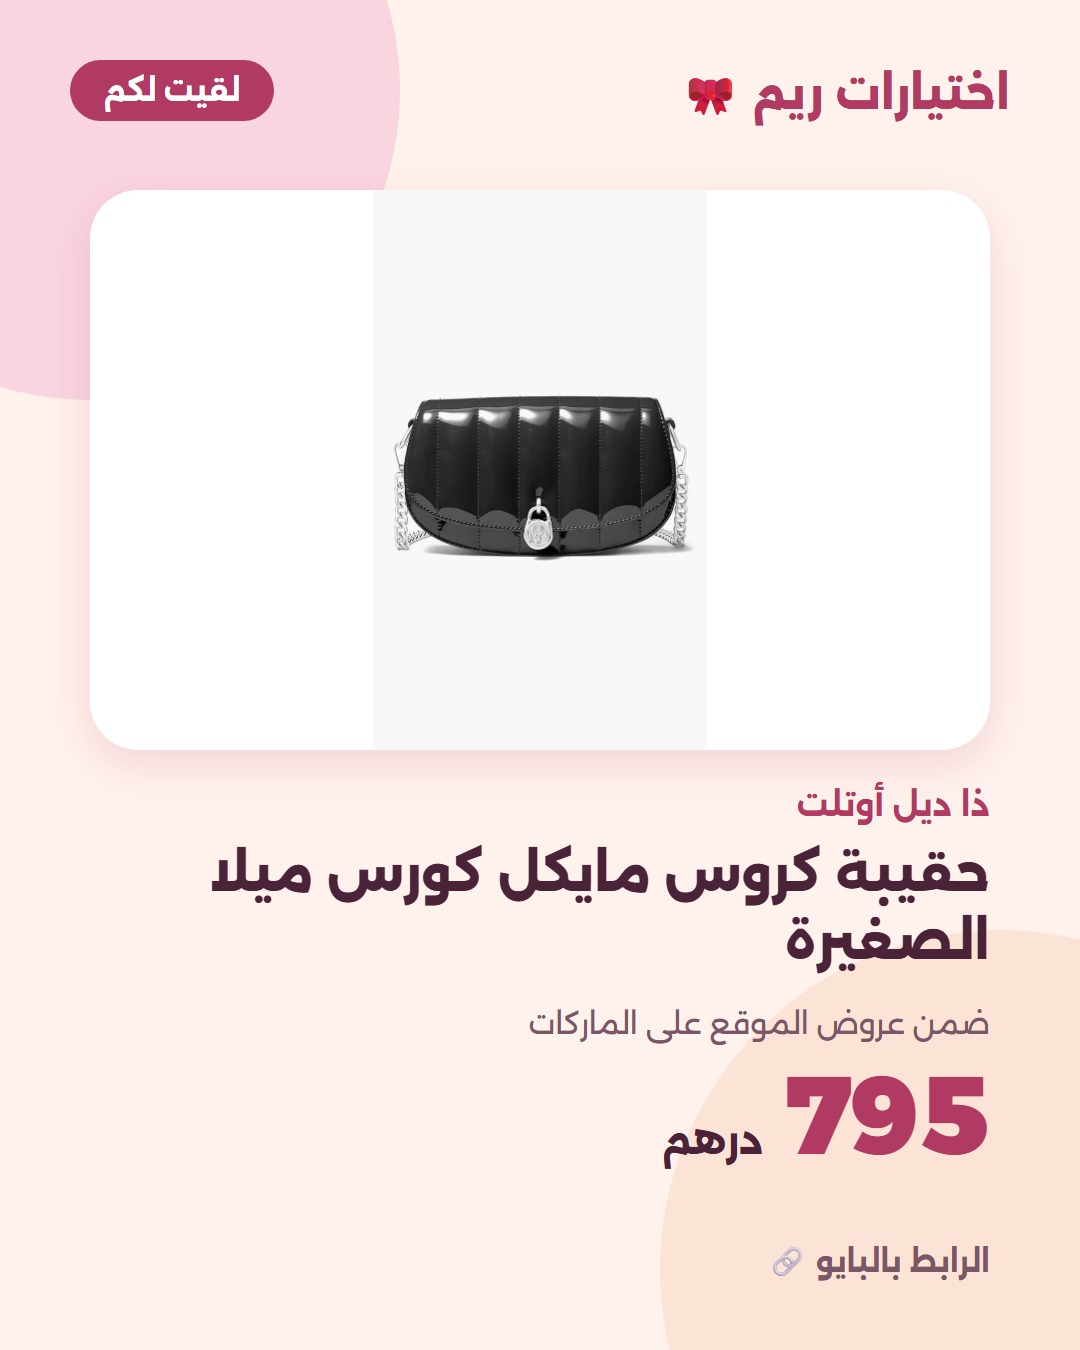 اختيارات ريم 🎀
لقيت لكم
ذا ديل أوتلت
حقيبة كروس مايكل كورس ميلا
الصغيرة
ضمن عروض الموقع على الماركات
795 درهم
الرابط بالبايو 🔗